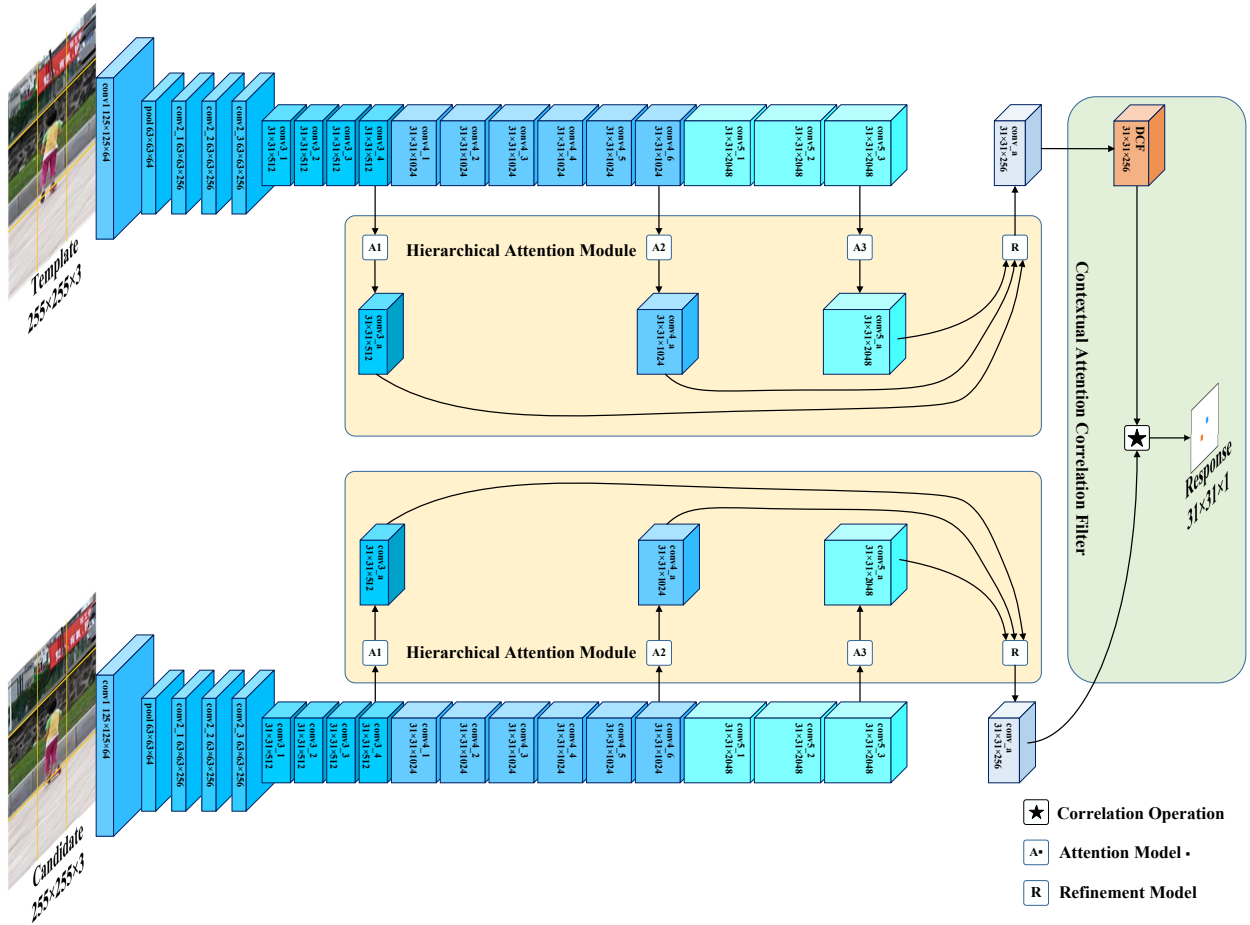 Template
255×255×3
conv1 125×125×64
pool 63×63×64
conv2_1 63×63×256
conv2_2 63×63×256
conv2_3 63×63×256
conv3_1
31×31×512
conv3_2
31×31×512
conv3_3
31×31×512
conv3_4
31×31×512
conv4_1
31×31×1024
conv4_2
31×31×1024
conv4_3
31×31×1024
conv4_4
31×31×1024
conv4_5
31×31×1024
conv4_6
31×31×1024
conv5_1
31×31×2048
conv5_2
31×31×2048
conv5_3
31×31×2048
conv_a
31×31×256
DCF
31×31×256
A1
Hierarchical Attention Module
A2
A3
R
conv3_a
31×31×512
conv4_a
31×31×1024
conv5_a
31×31×2048
Contextual Attention Correlation Filter
Response
31×31×1
conv3_a
31×31×512
conv4_a
31×31×1024
conv5_a
31×31×2048
A1
Hierarchical Attention Module
A2
A3
R
Candidate
255×255×3
conv1 125×125×64
pool 63×63×64
conv2_1 63×63×256
conv2_2 63×63×256
conv2_3 63×63×256
conv3_1
31×31×512
conv3_2
31×31×512
conv3_3
31×31×512
conv3_4
31×31×512
conv4_1
31×31×1024
conv4_2
31×31×1024
conv4_3
31×31×1024
conv4_4
31×31×1024
conv4_5
31×31×1024
conv4_6
31×31×1024
conv5_1
31×31×2048
conv5_2
31×31×2048
conv5_3
31×31×2048
conv_a
31×31×256
★ Correlation Operation
A▪ Attention Model ▪
R Refinement Model